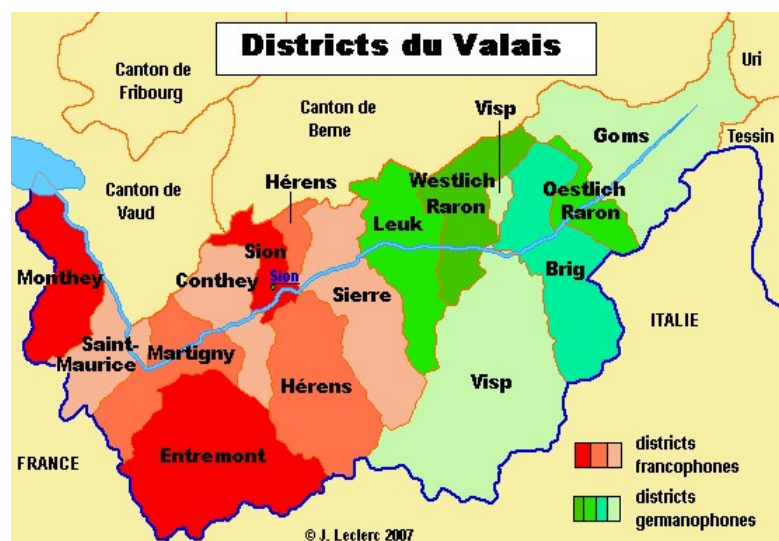 Districts du Valais
Canton de
Fribourg
Uri
Canton de
Berne
Visp
Goms
Tessin
Hérens
Canton de
Vaud
Westlich
Raron
Oestlich
Raron
Leuk
Sion
Sion
Monthey
Conthey
Brig
Sierre
ITALIE
Saint-
Maurice
Martigny
Hérens
Visp
Entremont
FRANCE
districts
francophones
districts
germanophones
© J. Leclerc 2007